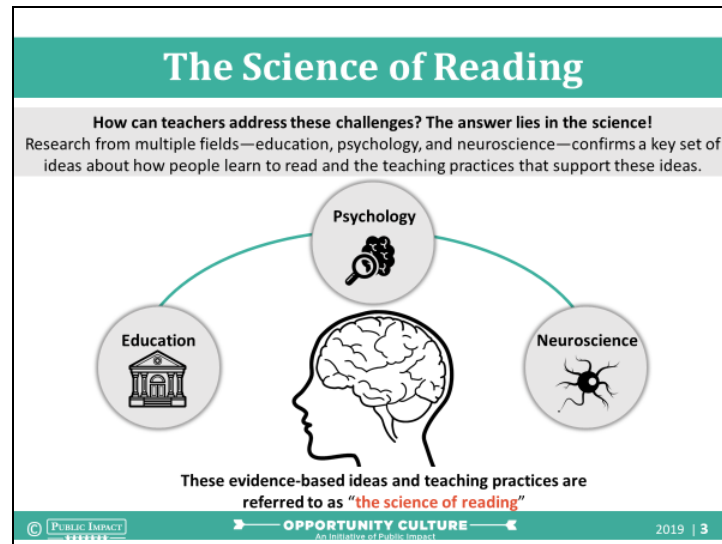 The Science of Reading
How can teachers address these challenges? The answer lies in the science!
Research from multiple fields—education, psychology, and neuroscience—confirms a key set of
ideas about how people learn to read and the teaching practices that support these ideas.
Psychology
Education
Neuroscience
These evidence-based ideas and teaching practices are
referred to as “the science of reading”
© PUBLIC IMPACT
OPPORTUNITY CULTURE
An Initiative of Public Impact
2019 | 3